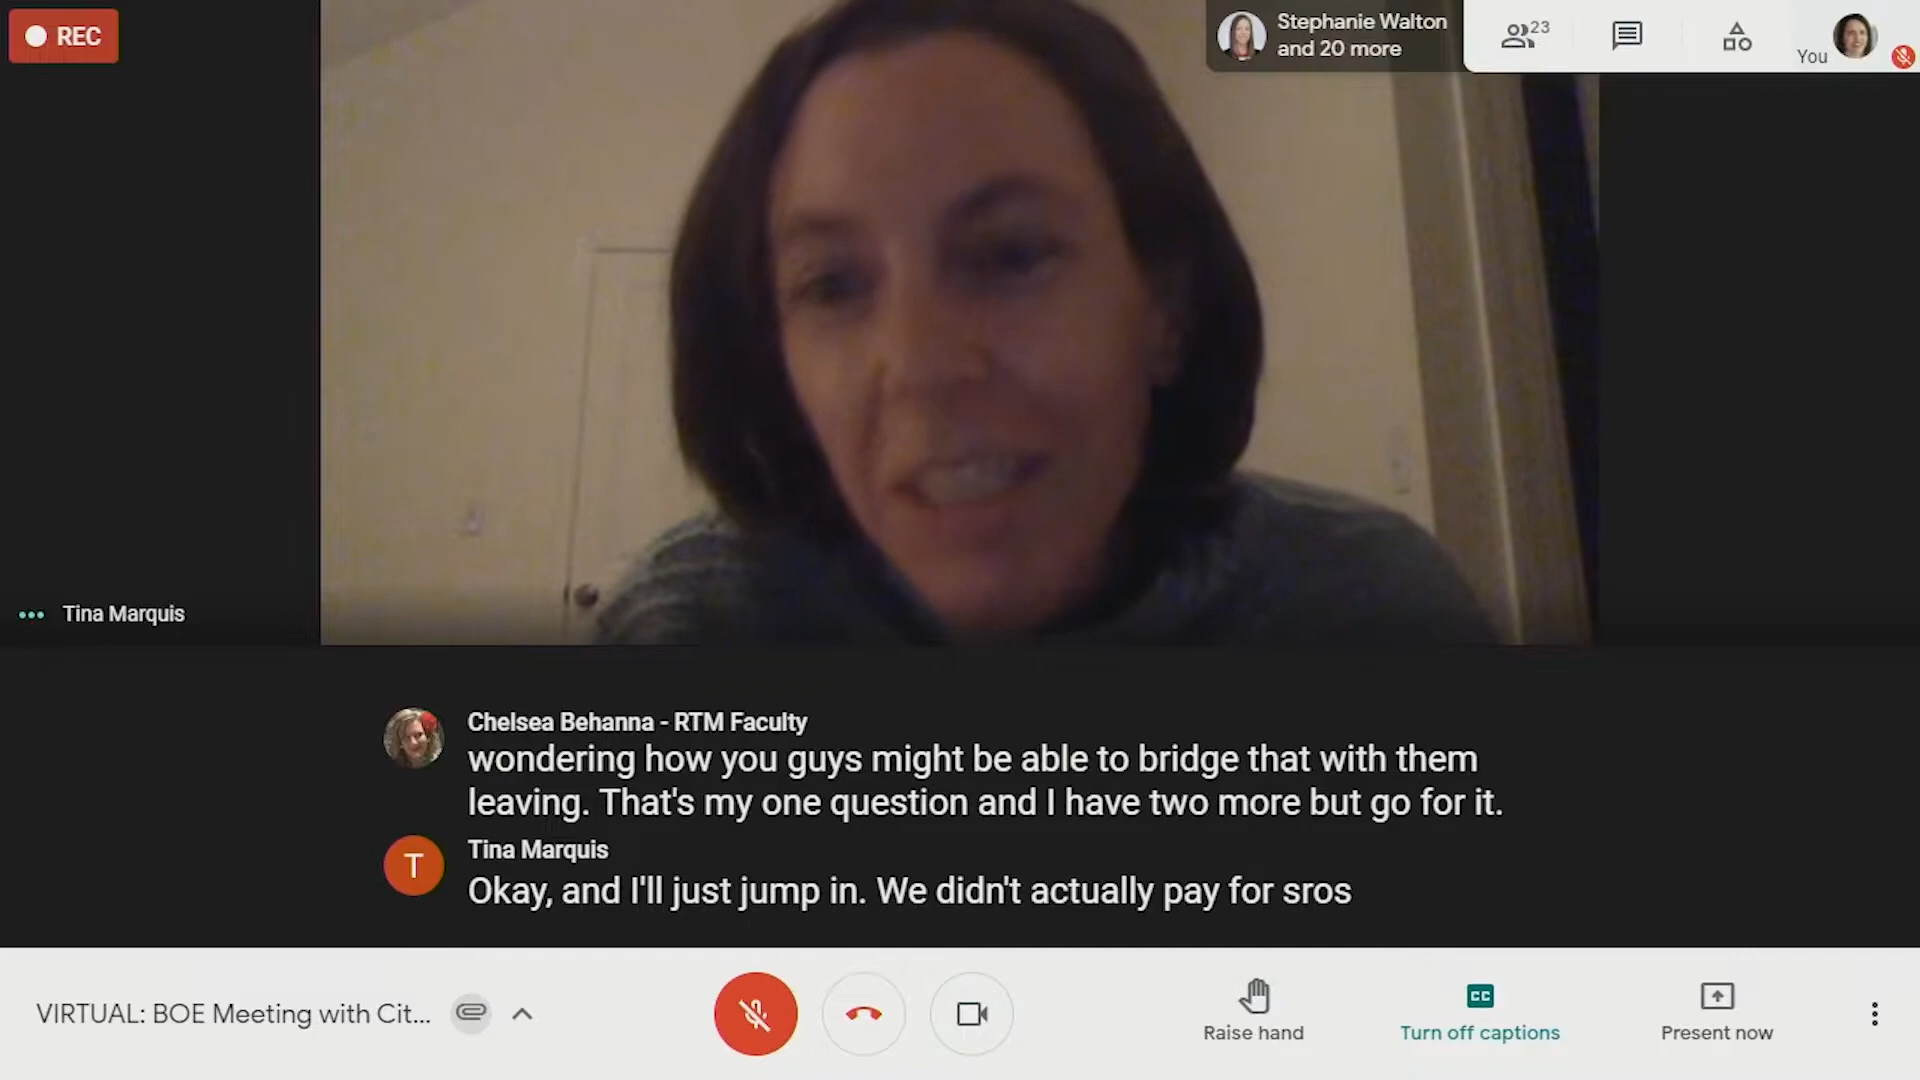 REC
Stephanie Walton
and 20 more
23
You
Tina Marquis
Chelsea Behanna - RTM Faculty
wondering how you guys might be able to bridge that with them
leaving. That's my one question and I have two more but go for it.
T
Tina Marquis
Okay, and I'll just jump in. We didn't actually pay for sros
VIRTUAL: BOE Meeting with Cit...
Raise hand
CC
Turn off captions
Present now